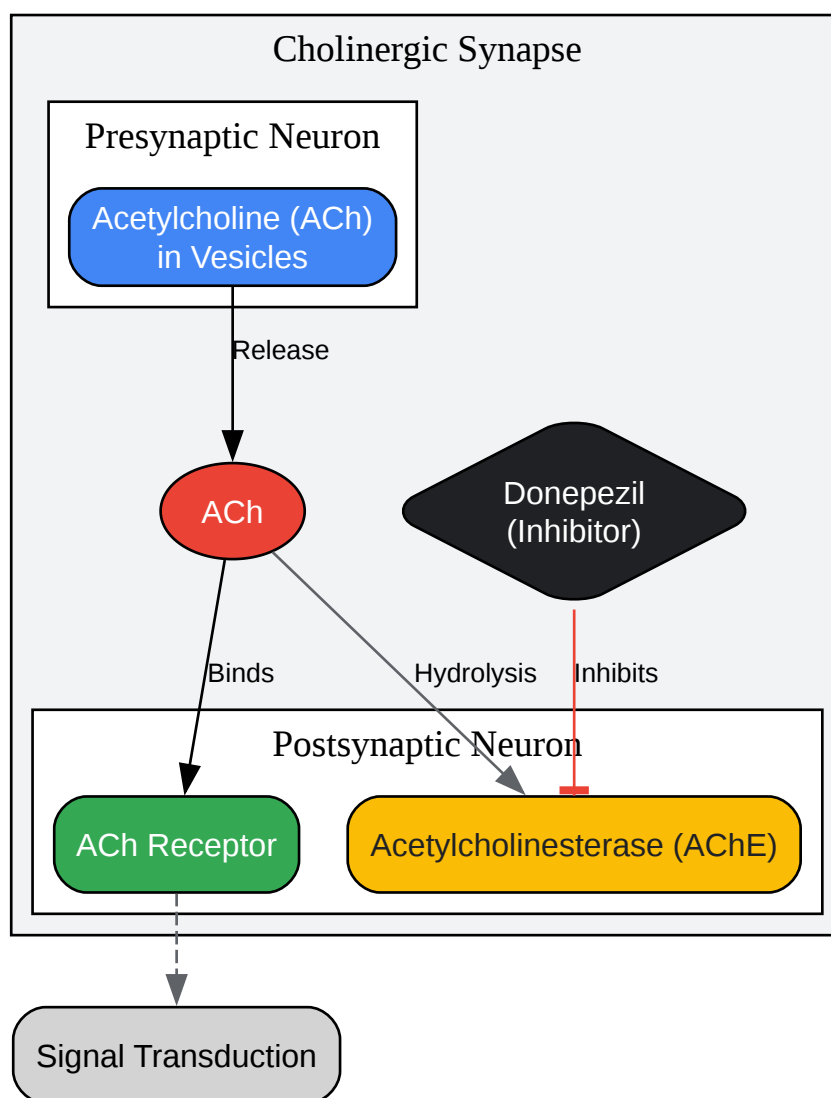 Cholinergic Synapse
Presynaptic Neuron
Acetylcholine (ACh)
in Vesicles
Release
ACh
Donepezil
(Inhibitor)
Binds
Hydrolysis
Inhibits
Postsynaptic Neuron
ACh Receptor
Acetylcholinesterase (AChE)
Signal Transduction